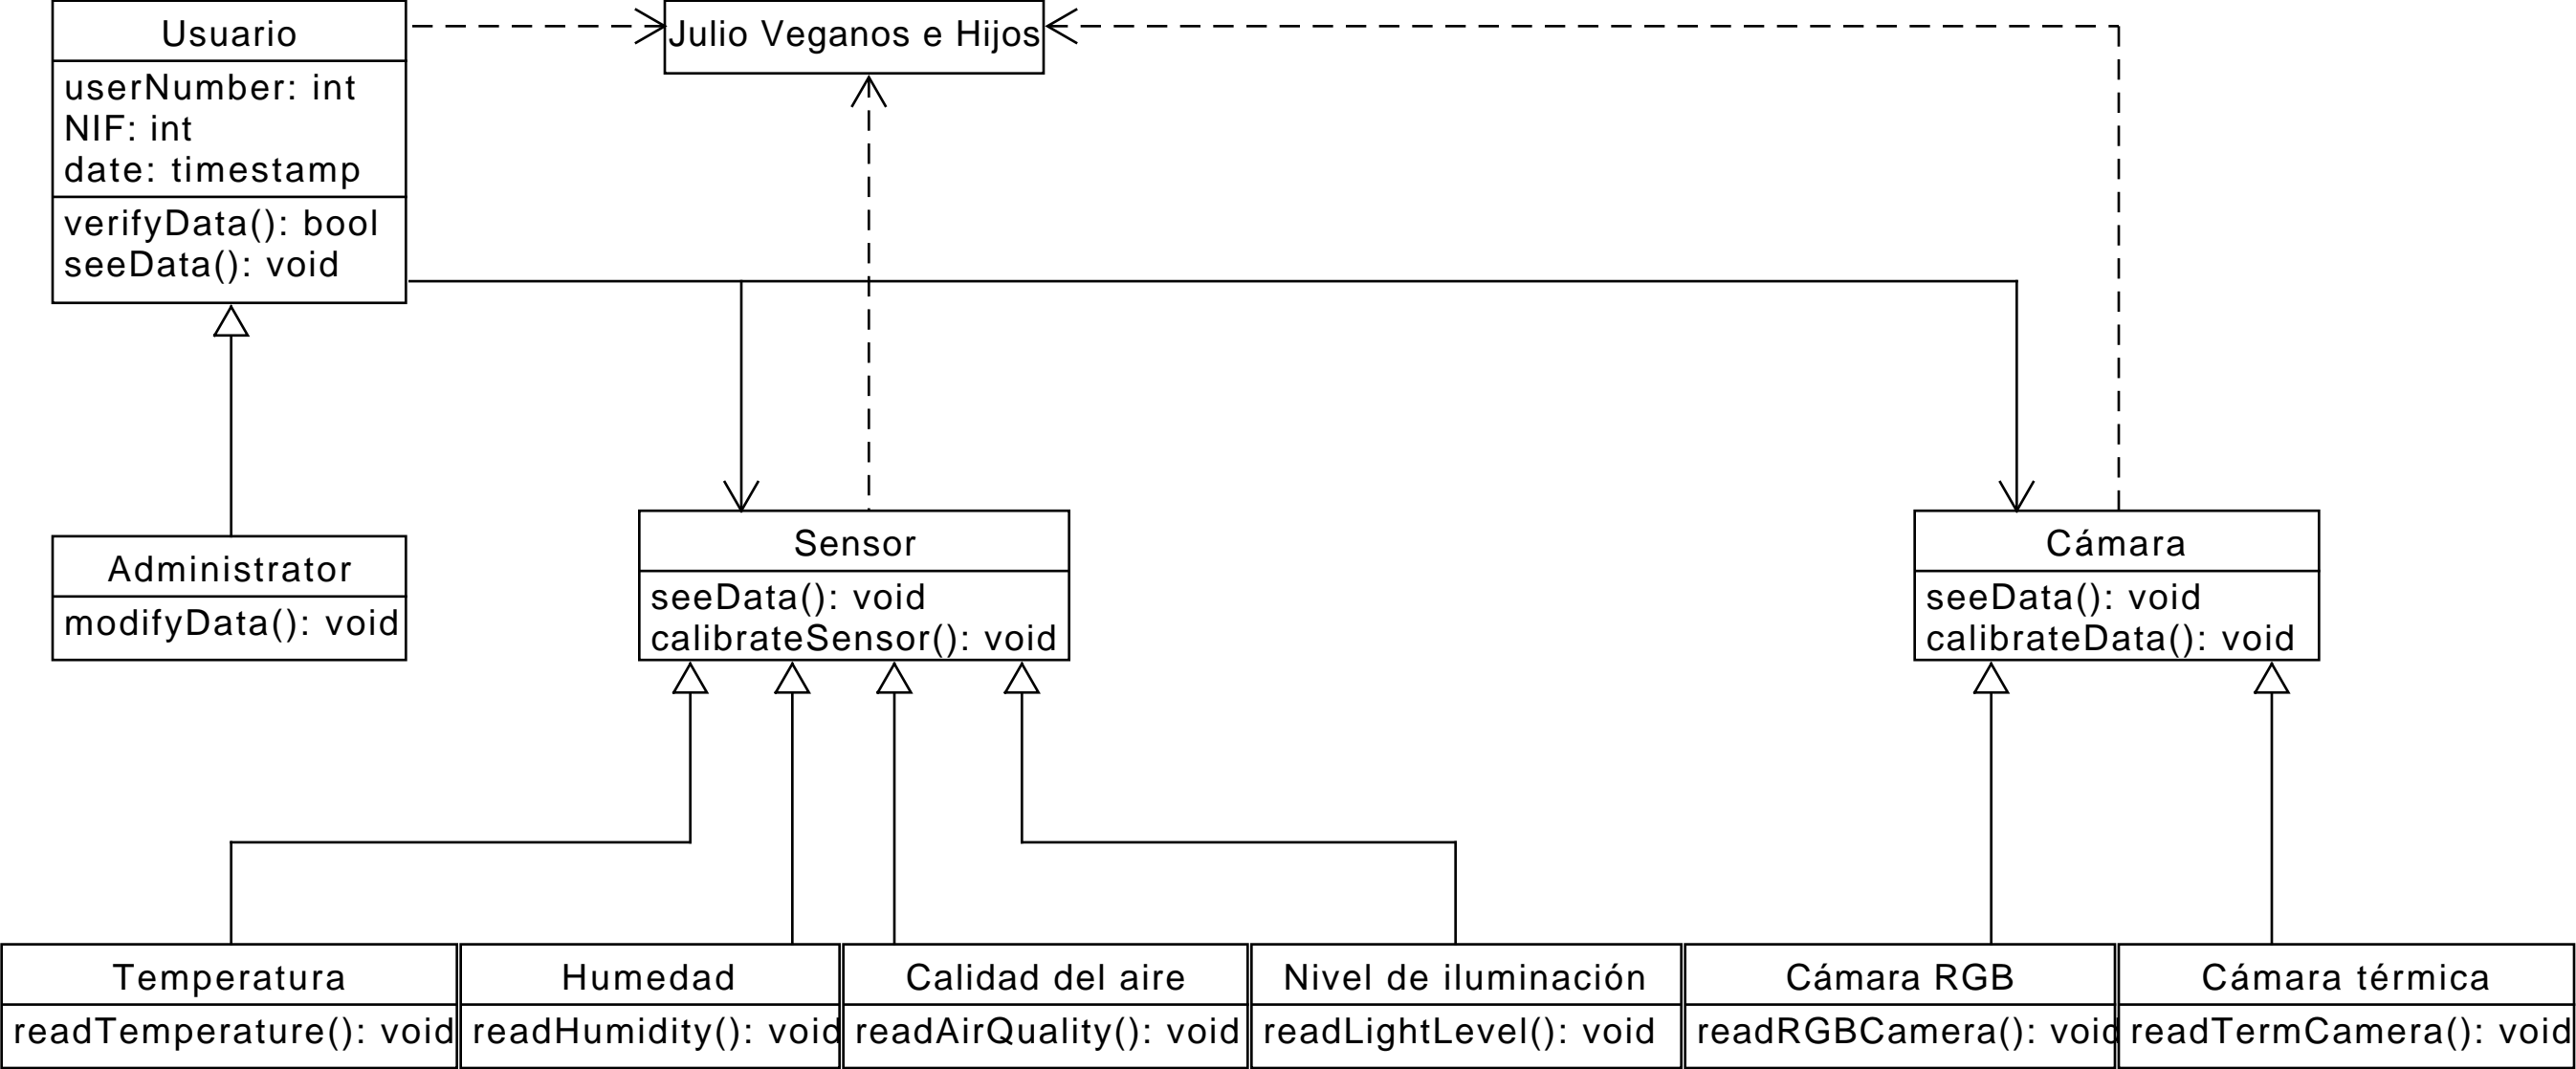 Usuario
userNumber: int
NIF: int
date: timestamp
verifyData(): bool
seeData(): void
Julio Veganos e Hijos
Administrator
modifyData(): void
Sensor
seeData(): void
calibrateSensor(): void
Cámara
seeData(): void
calibrateData(): void
Temperatura
readTemperature(): void
Humedad
readHumidity(): void
Calidad del aire
readAirQuality(): void
Nivel de iluminación
readLightLevel(): void
Cámara RGB
readRGBCamera(): void
Cámara térmica
readTermCamera(): void